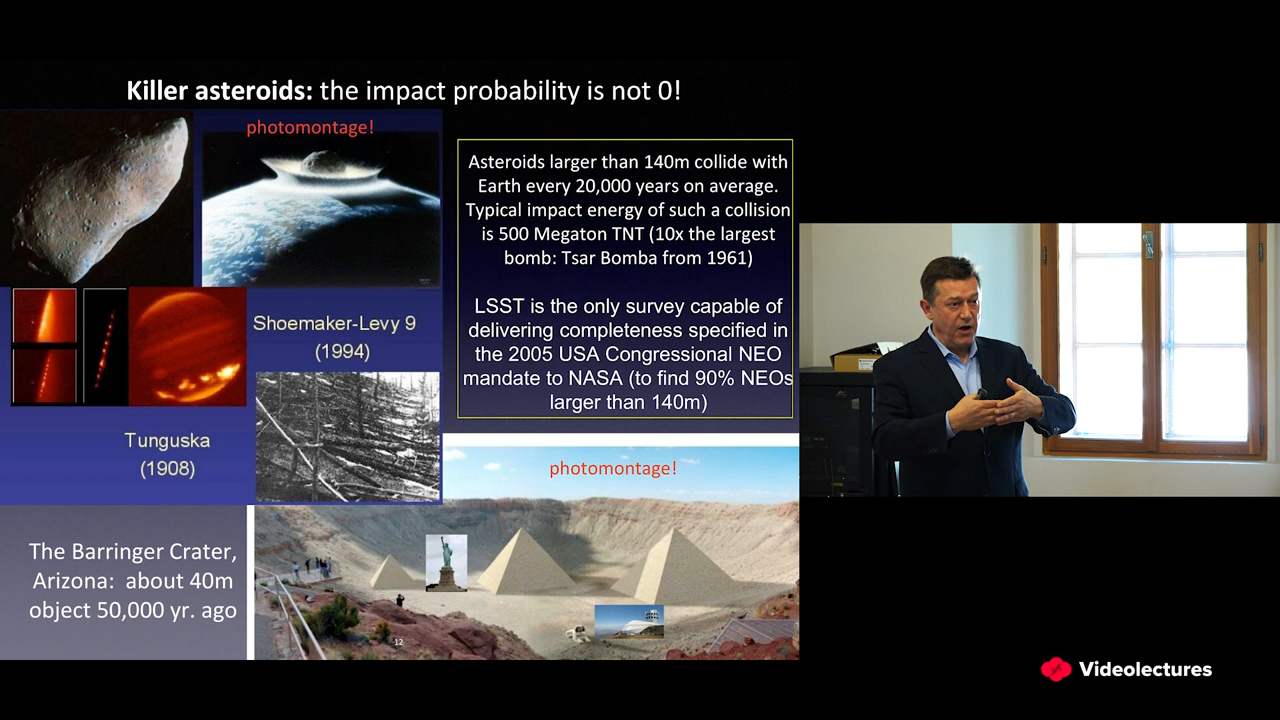 Killer asteroids: the impact probability is not 0!
photomontage!
Asteroids larger than 140m collide with
Earth every 20,000 years on average.
Typical impact energy of such a collision
is 500 Megaton TNT (10x the largest
bomb: Tsar Bomba from 1961)
LSST is the only survey capable of
delivering completeness specified in
the 2005 USA Congressional NEO
mandate to NASA (to find 90% NEOs
larger than 140m)
Shoemaker-Levy 9
(1994)
Tunguska
(1908)
photomontage!
The Barringer Crater,
Arizona: about 40m
object 50,000 yr. ago
12
Videolectures